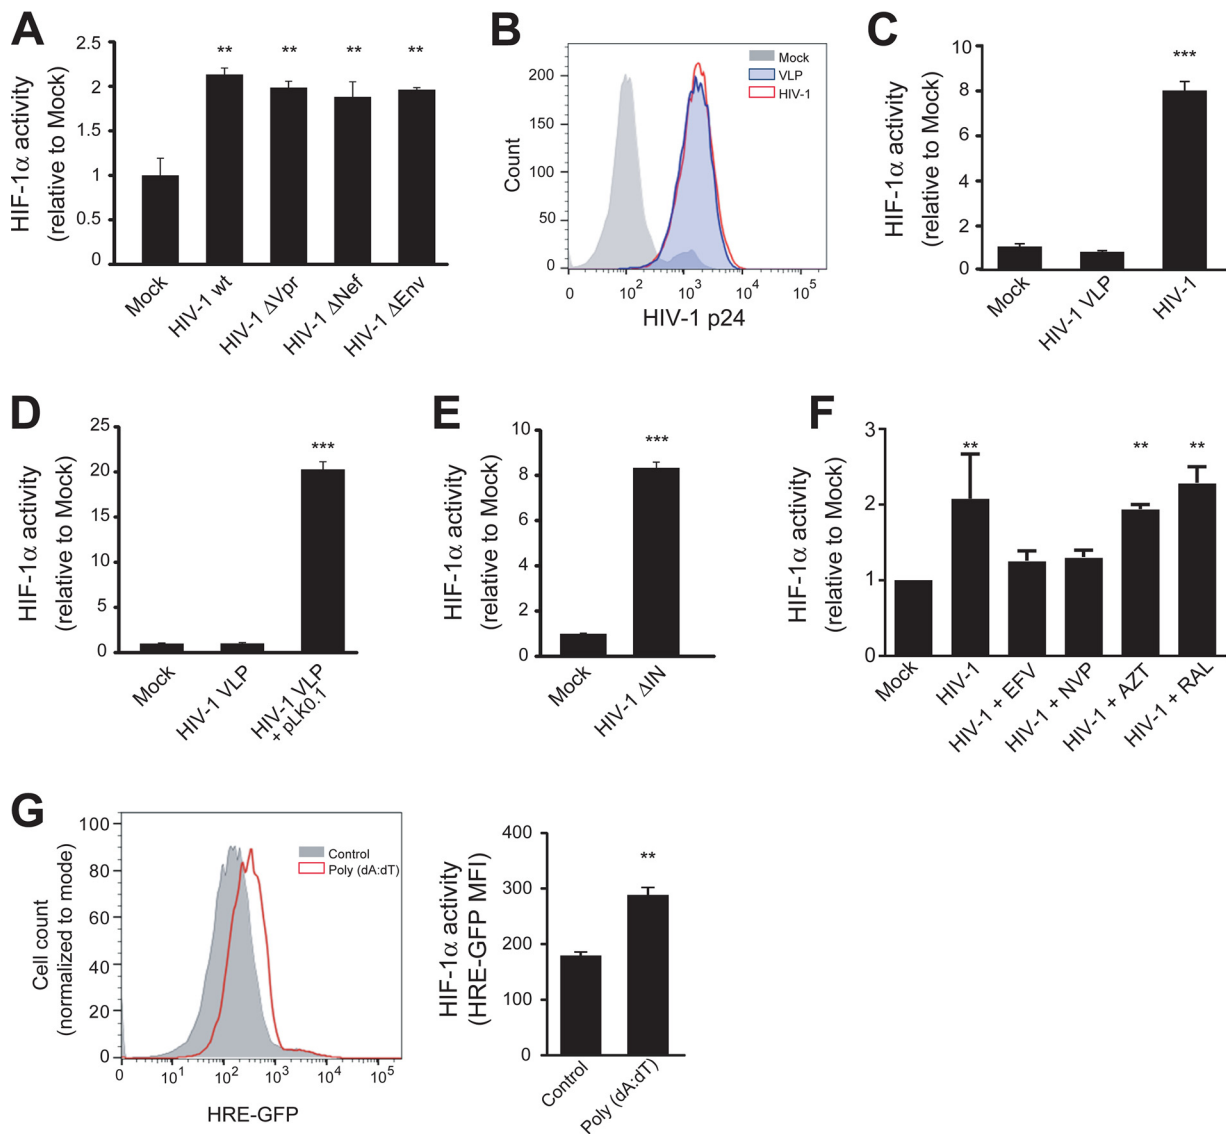 A
HIF-1α activity
(relative to Mock)
2.5
2
1.5
1
0.5
0
**
**
**
**
Mock
HIV-1 wt
HIV-1 ΔVpr
HIV-1 ΔNef
HIV-1 ΔEnv
B
Count
200
150
100
50
0
Mock
VLP
HIV-1
0
10²
10³
10⁴
10⁵
HIV-1 p24
C
HIF-1α activity
(relative to Mock)
10
8
6
4
2
0
***
Mock
HIV-1 VLP
HIV-1
D
HIF-1α activity
(relative to Mock)
25
20
15
10
5
0
***
Mock
HIV-1 VLP
HIV-1 VLP
+ pLK0.1
E
HIF-1α activity
(relative to Mock)
10
8
6
4
2
0
***
Mock
HIV-1 ΔIN
F
HIF-1α activity
(relative to Mock)
3
2
1
0
**
**
**
Mock
HIV-1
HIV-1 + EFV
HIV-1 + NVP
HIV-1 + AZT
HIV-1 + RAL
G
Cell count
(normalized to mode)
100
80
60
40
20
0
Control
Poly (dA:dT)
0
10¹
10²
10³
10⁴
10⁵
HRE-GFP
HIF-1α activity
(HRE-GFP MFI)
400
300
200
100
0
**
Control
Poly (dA:dT)